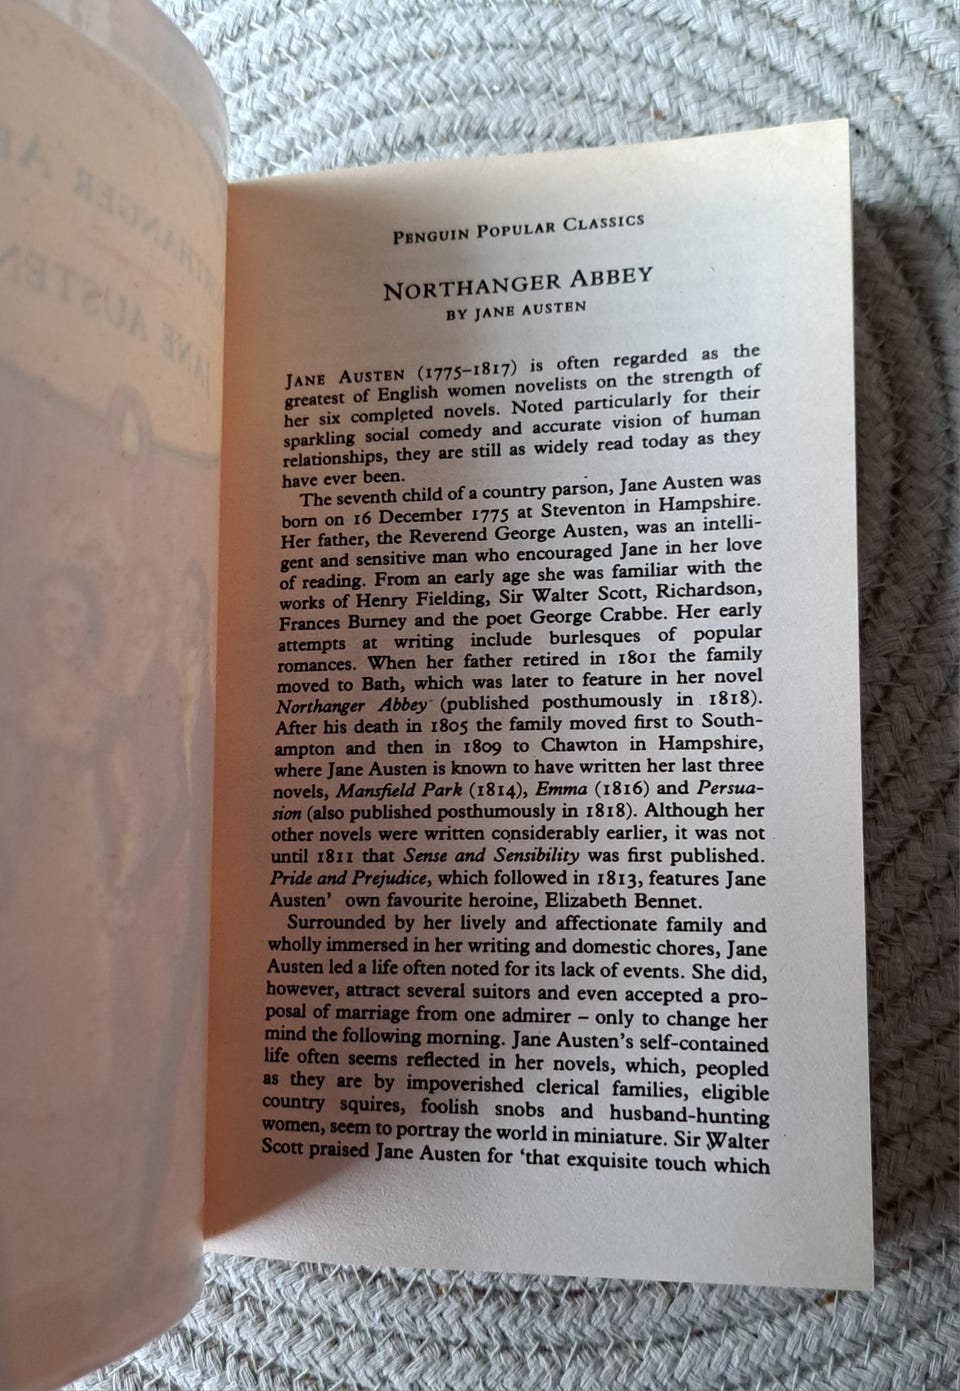 PENGUIN POPULAR CLASSICS
NORTHANGER ABBEY
BY JANE AUSTEN
JANE AUSTEN (1775–1817) is often regarded as the
greatest of English women novelists on the strength of
her six completed novels. Noted particularly for their
sparkling social comedy and accurate vision of human
relationships, they are still as widely read today as they
have ever been.
The seventh child of a country parson, Jane Austen was
born on 16 December 1775 at Steventon in Hampshire.
Her father, the Reverend George Austen, was an intelli-
gent and sensitive man who encouraged Jane in her love
of reading. From an early age she was familiar with the
works of Henry Fielding, Sir Walter Scott, Richardson,
Frances Burney and the poet George Crabbe. Her early
attempts at writing include burlesques of popular
romances. When her father retired in 1801 the family
moved to Bath, which was later to feature in her novel
Northanger Abbey (published posthumously in 1818).
After his death in 1805 the family moved first to South-
ampton and then in 1809 to Chawton in Hampshire,
where Jane Austen is known to have written her last three
novels, Mansfield Park (1814), Emma (1816) and Persua-
sion (also published posthumously in 1818). Although her
other novels were written considerably earlier, it was not
until 1811 that Sense and Sensibility was first published.
Pride and Prejudice, which followed in 1813, features Jane
Austen' own favourite heroine, Elizabeth Bennet.
Surrounded by her lively and affectionate family and
wholly immersed in her writing and domestic chores, Jane
Austen led a life often noted for its lack of events. She did,
however, attract several suitors and even accepted a pro-
posal of marriage from one admirer – only to change her
mind the following morning. Jane Austen's self-contained
life often seems reflected in her novels, which, peopled
as they are by impoverished clerical families, eligible
country squires, foolish snobs and husband-hunting
women, seem to portray the world in miniature. Sir Walter
Scott praised Jane Austen for 'that exquisite touch which